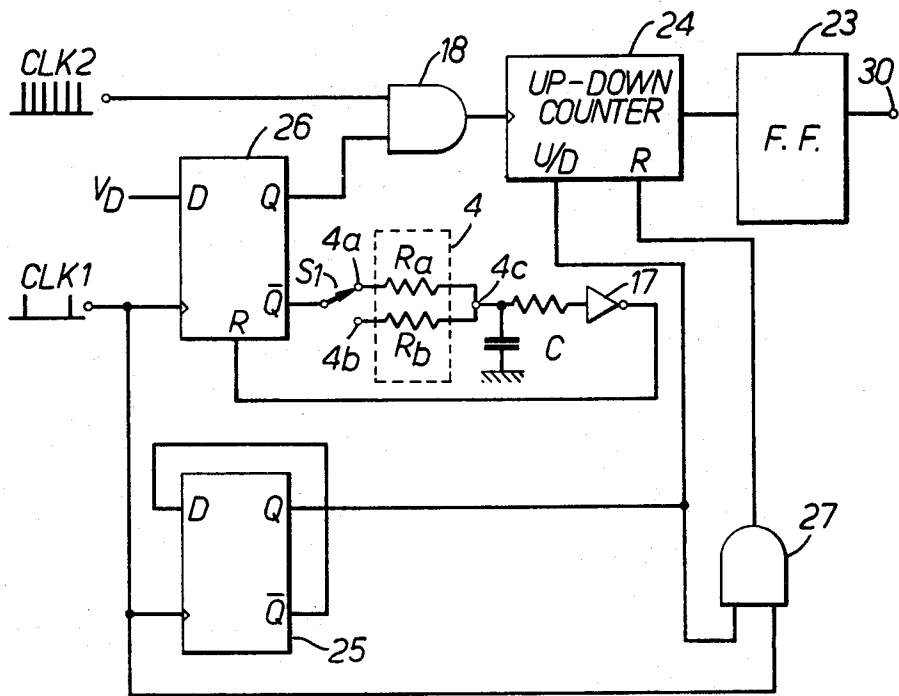 CLK2
18
24
23
30
UP-DOWN
COUNTER
U/D R
F. F.
26
V_D
D Q
Q̅
R
CLK1
S1
4a
4b
4
Ra
Rb
4c
17
C
D Q
Q̅
25
27